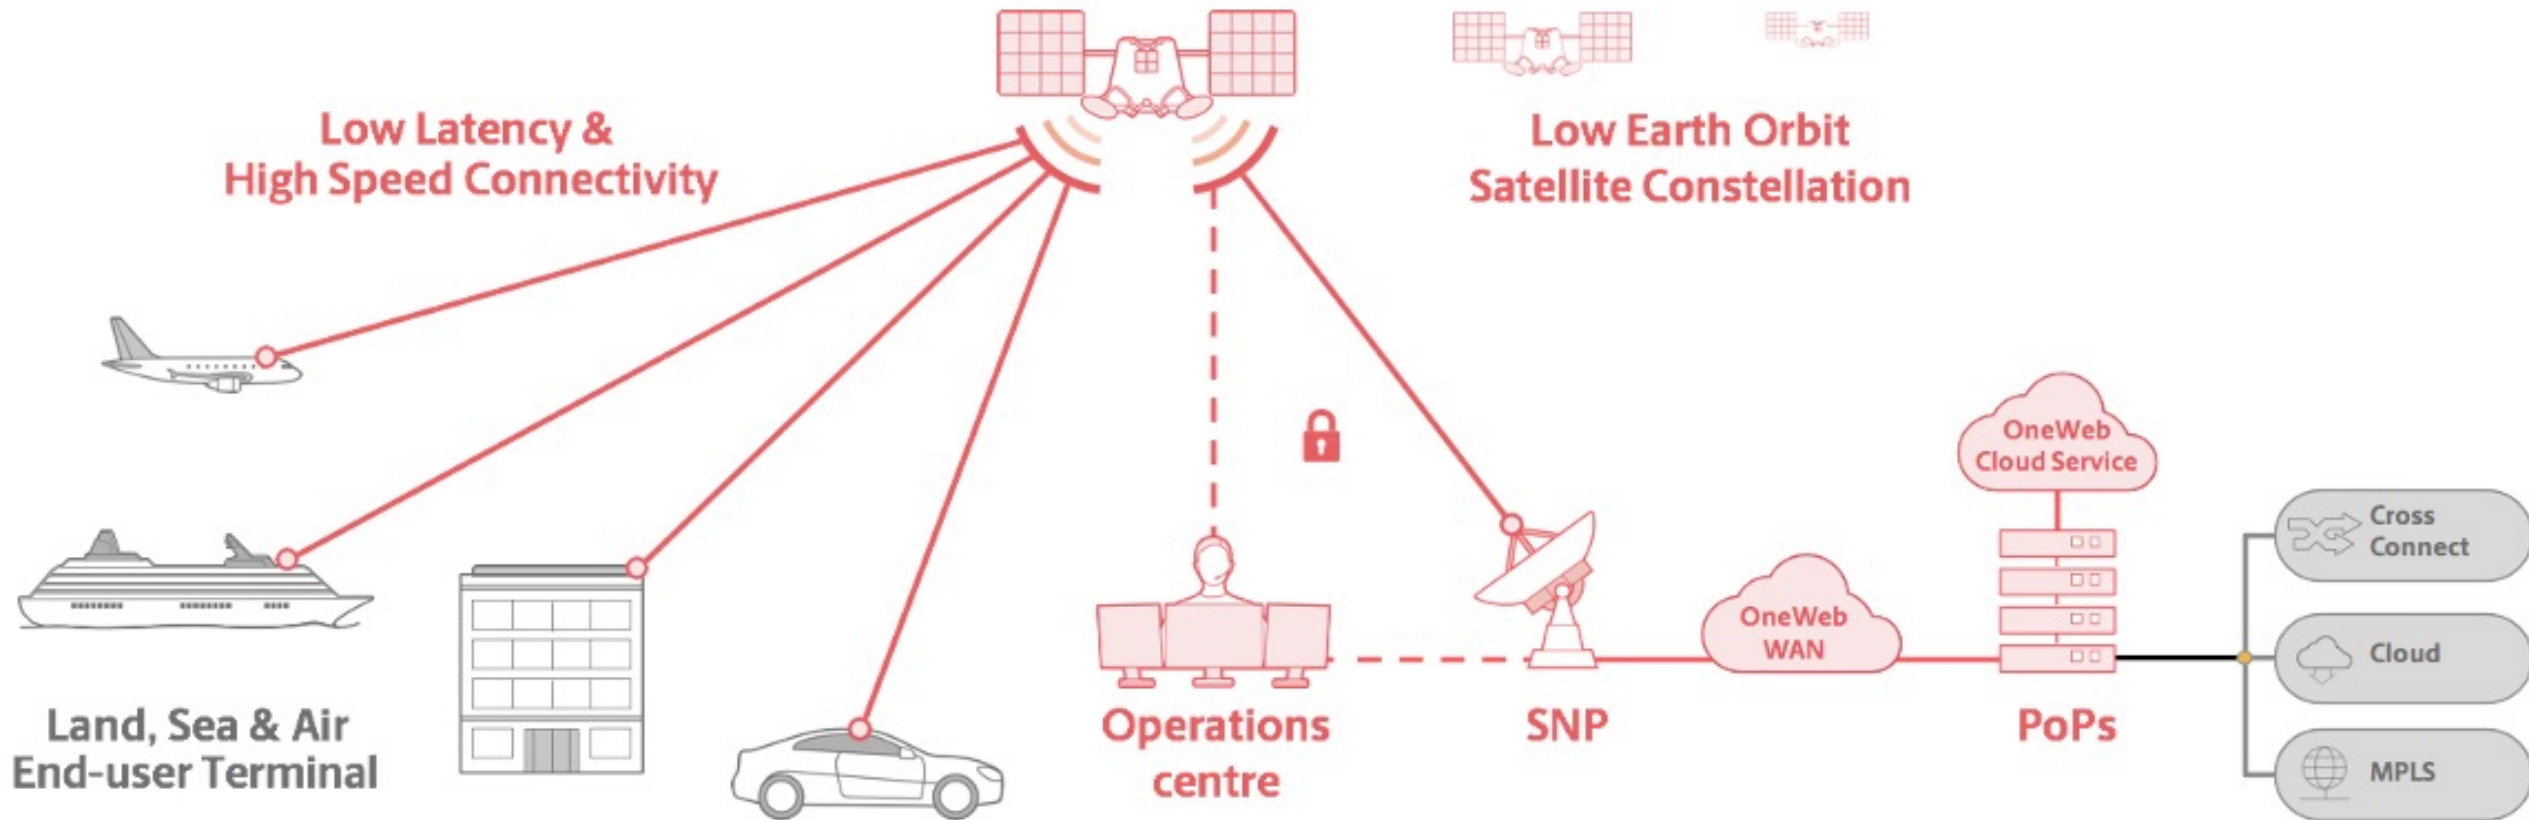 Low Latency &
High Speed Connectivity
Low Earth Orbit
Satellite Constellation
OneWeb
Cloud Service
Cross
Connect
OneWeb
WAN
Cloud
Land, Sea & Air
End-user Terminal
Operations
centre
SNP
PoPs
MPLS